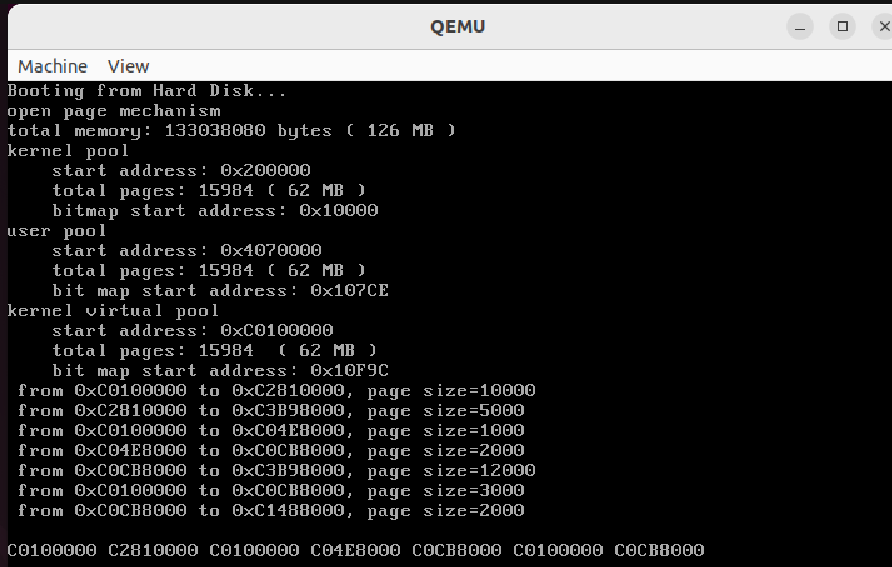 QEMU
Machine View
Booting from Hard Disk...
open page mechanism
total memory: 133038080 bytes ( 126 MB )
kernel pool
    start address: 0x200000
    total pages: 15984 ( 62 MB )
    bitmap start address: 0x10000
user pool
    start address: 0x4070000
    total pages: 15984 ( 62 MB )
    bit map start address: 0x107CE
kernel virtual pool
    start address: 0xC0100000
    total pages: 15984  ( 62 MB )
    bit map start address: 0x10F9C
 from 0xC0100000 to 0xC2810000, page size=10000
 from 0xC2810000 to 0xC3B98000, page size=5000
 from 0xC0100000 to 0xC04E8000, page size=1000
 from 0xC04E8000 to 0xC0CB8000, page size=2000
 from 0xC0CB8000 to 0xC3B98000, page size=12000
 from 0xC0100000 to 0xC0CB8000, page size=3000
 from 0xC0CB8000 to 0xC1488000, page size=2000
C0100000 C2810000 C0100000 C04E8000 C0CB8000 C0100000 C0CB8000